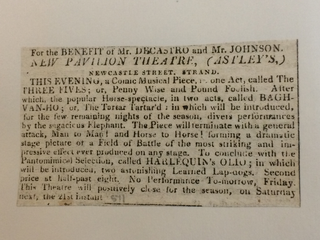 For the BENEFIT of Mr. DECASTRO and Mr. JOHNSON.
NEW PAVILION THEATRE, (ASTLEY'S,)
NEWCASTLE STREET, STRAND.
THIS EVENING, a Comic Musical Piece, in one Act, called The
THREE FIVES; or, Penny Wise and Pound Foolish. After
which, the popular Horse-spectacle, in two acts, called BAGH-
VAN-HO; or, The Tartar Tartar'd: in which will be introduced,
for the few remaining nights of the season, divers performances
by the sagacious Elephant. The Piece will terminate with a general
attack, Man to Man! and Horse to Horse! forming a dramatic
stage picture of a Field of Battle of the most striking and im-
pressive effect ever produced on any stage. To conclude with the
Pantomimical Selection, called HARLEQUIN's OLIO; in which
will be introduced, two astonishing Learned Lap-dogs. Second
price at half-past eight. No Performance To-morrow, Friday.
This Theatre will positively close for the season, on Saturday
next, the 21st instant